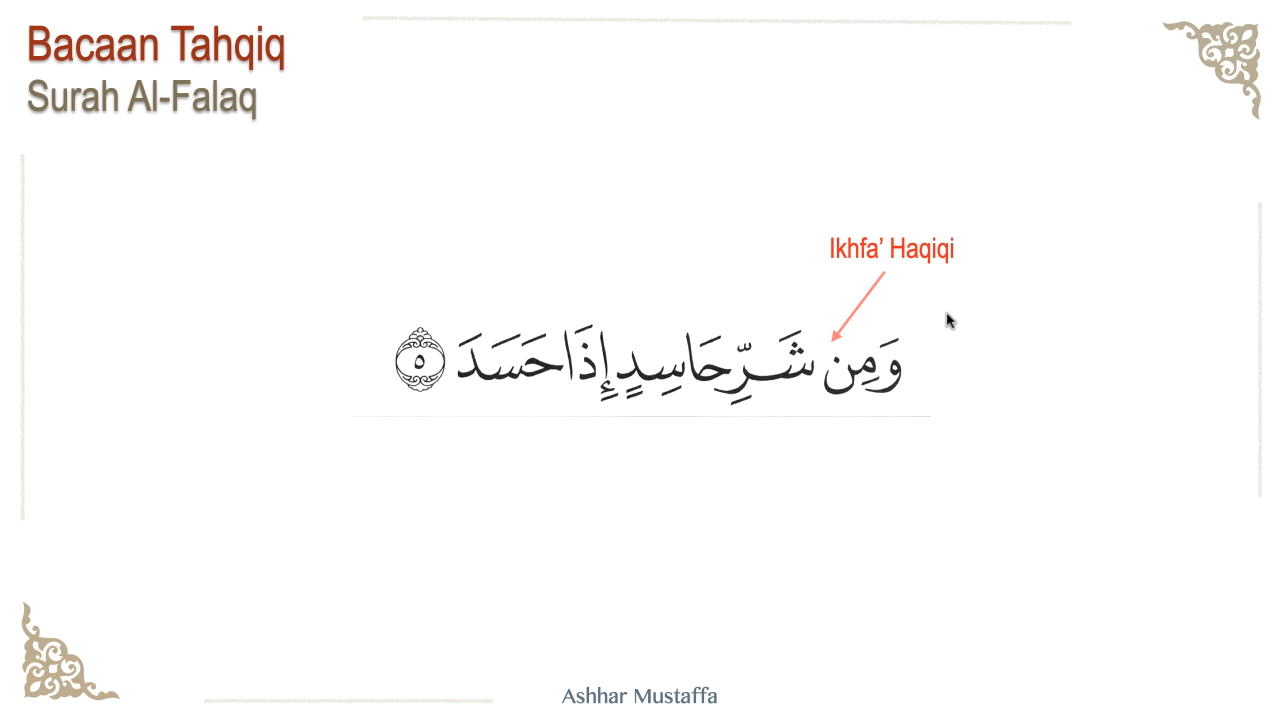 Bacaan Tahqiq
Surah Al-Falaq
Ikhfa’ Haqiqi
وَمِن شَرِّ حَاسِدٍ إِذَا حَسَدَ ٥
Ashhar Mustaffa